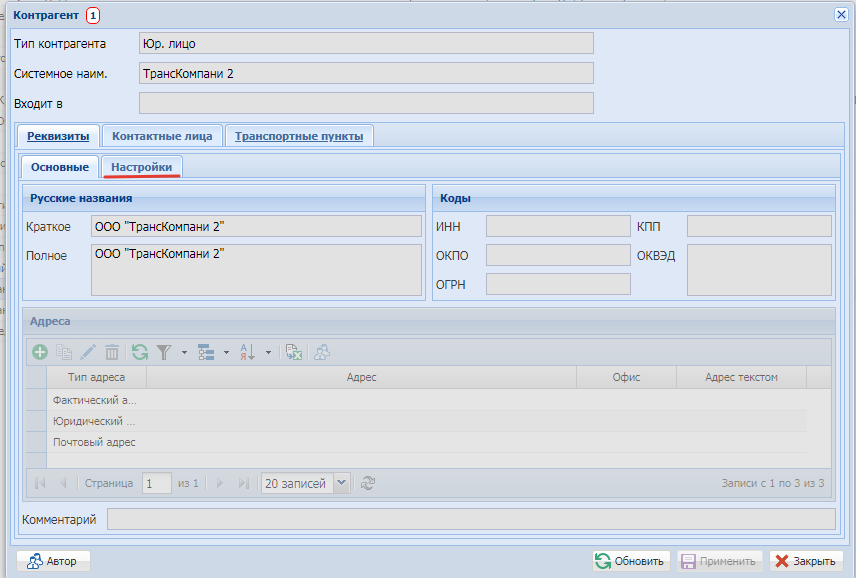 Контрагент 1
Тип контрагента Юр. лицо
Системное наим. ТрансКомпани 2
Входит в
Реквизиты Контактные лица Транспортные пункты
Основные Настройки
Русские названия Коды
Краткое ООО "ТрансКомпани 2" ИНН КПП
Полное ООО "ТрансКомпани 2" ОКПО ОКВЭД
ОГРН
Адреса
Тип адреса Адрес Офис Адрес текстом
Фактический а...
Юридический ...
Почтовый адрес
Страница 1 из 1 20 записей Записи с 1 по 3 из 3
Комментарий
Автор Обновить Применить Закрыть